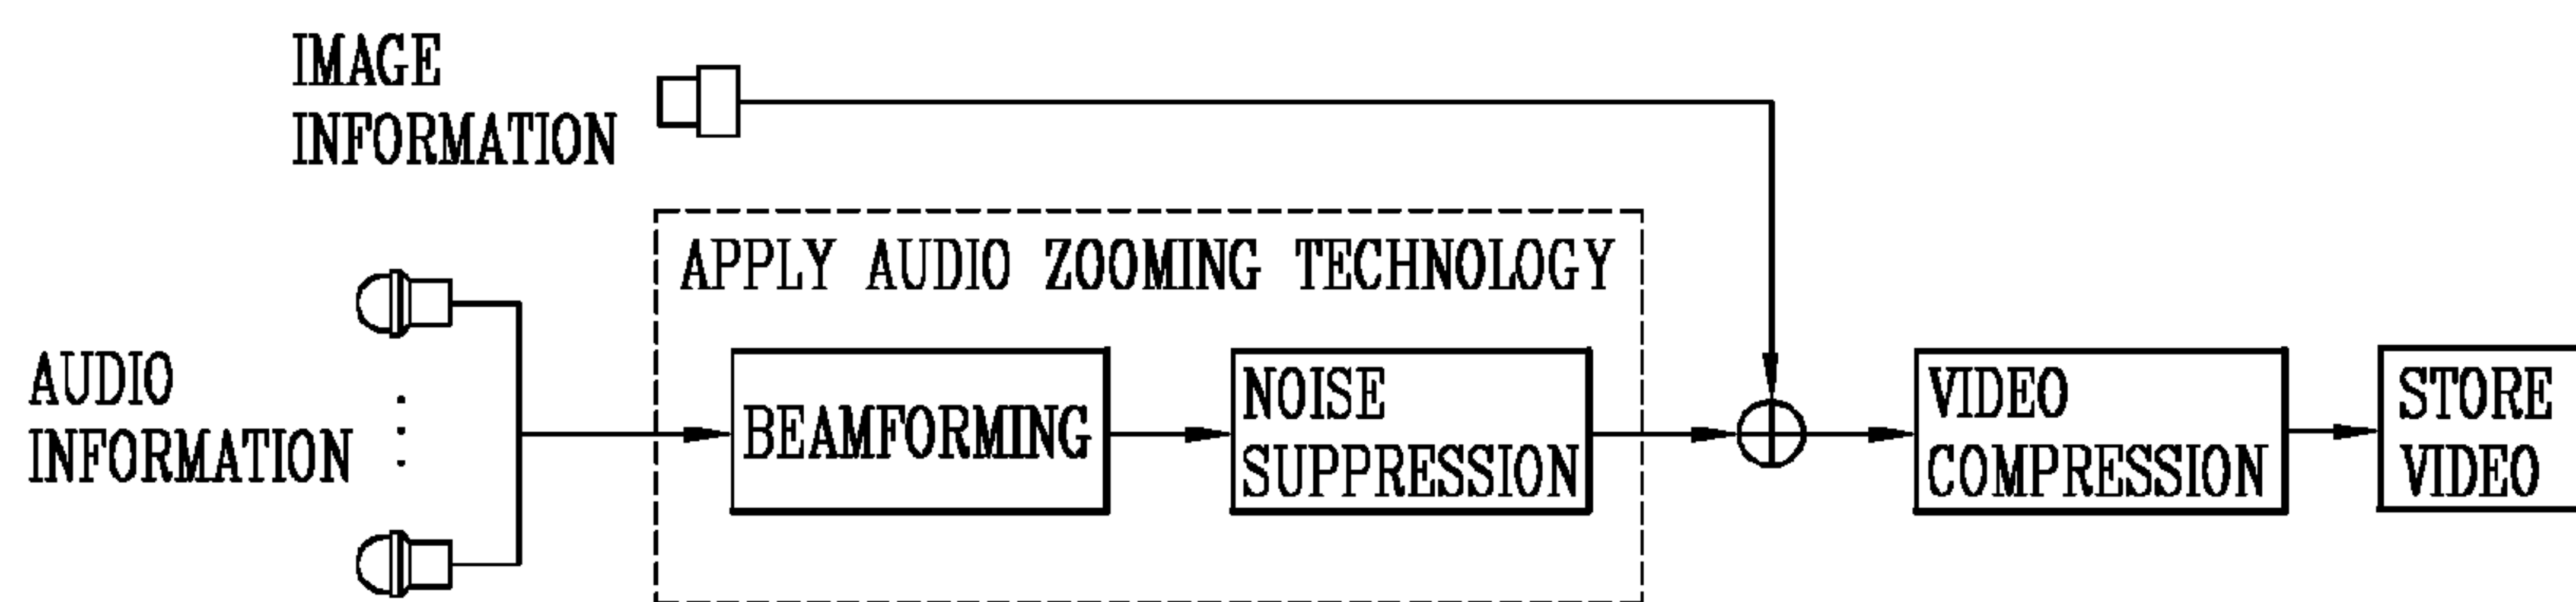 IMAGE
INFORMATION
APPLY AUDIO ZOOMING TECHNOLOGY
AUDIO
INFORMATION
BEAMFORMING
NOISE
SUPPRESSION
VIDEO
COMPRESSION
STORE
VIDEO